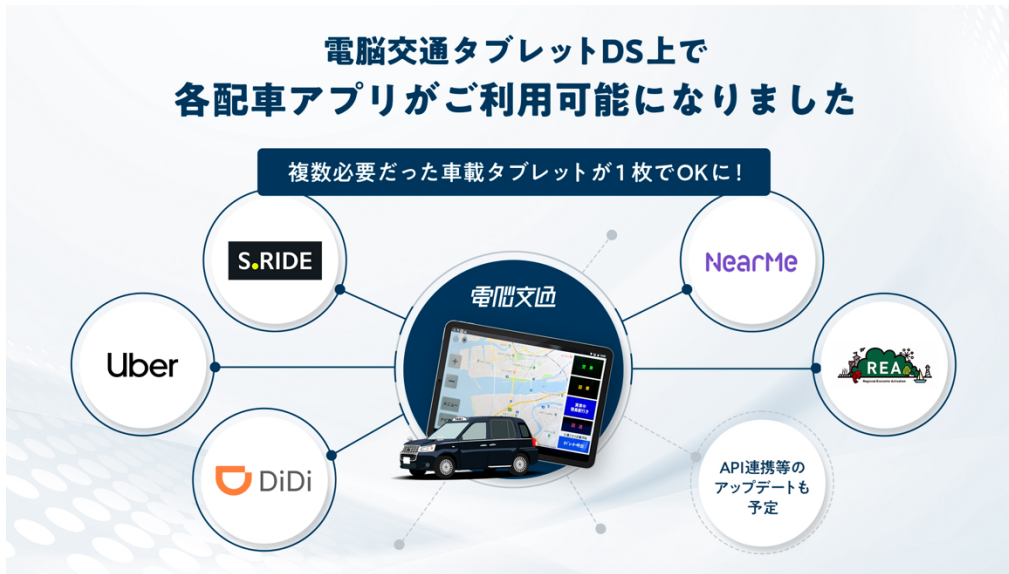 電脳交通タブレットDS上で
各配車アプリがご利用可能になりました
複数必要だった車載タブレットが1枚でOKに!
S.RIDE
NearMe
電脳交通
Uber
REA
Regional Economic Activation
DiDi
API連携等の
アップデートも
予定